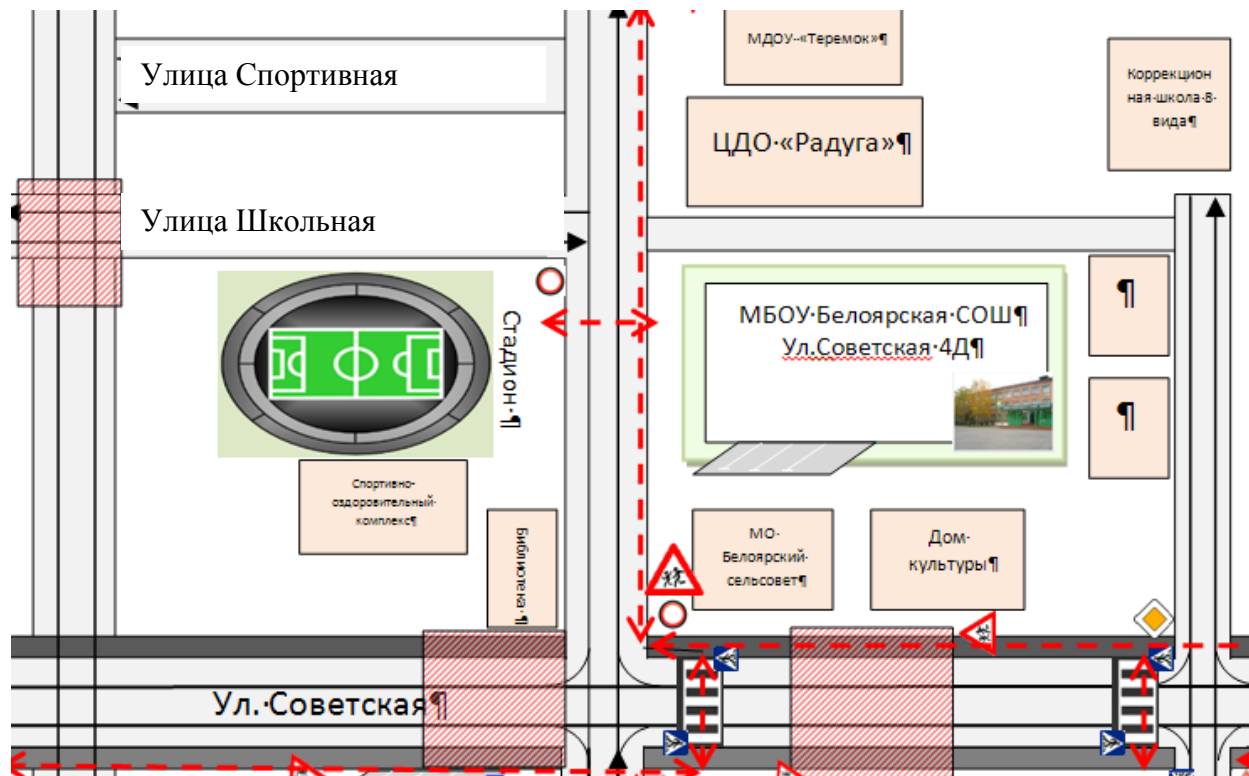 МДОУ·-«Теремок»¶
Улица Спортивная
Коррекцион
ная·школа·8·
вида¶
ЦДО·«Радуга»¶
Улица Школьная
МБОУ·Белоярская·СОШ¶
Ул.Советская·4Д¶
¶
¶
Стадион·¶
Спортивно-
оздоровительный·
комплекс¶
Библиотека·¶
МО·
Белоярский·
сельсовет¶
Дом·
культуры¶
Ул.·Советская¶